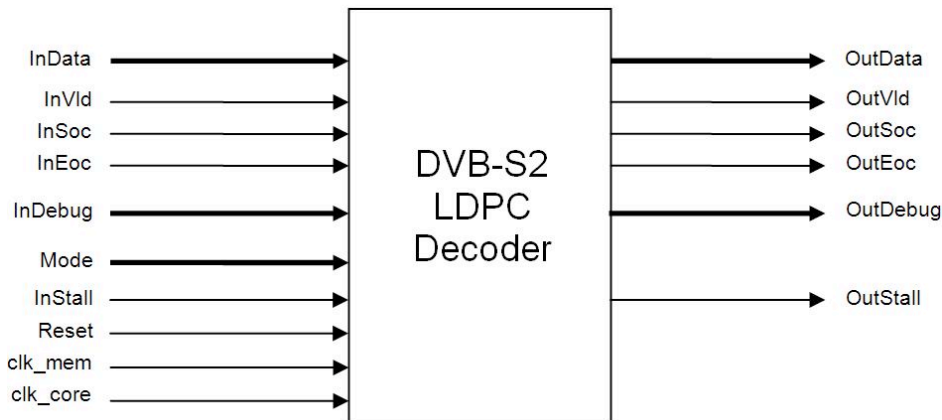 InData
InVld
InSoc
InEoc
InDebug
Mode
InStall
Reset
clk_mem
clk_core
DVB-S2
LDPC
Decoder
OutData
OutVld
OutSoc
OutEoc
OutDebug
OutStall